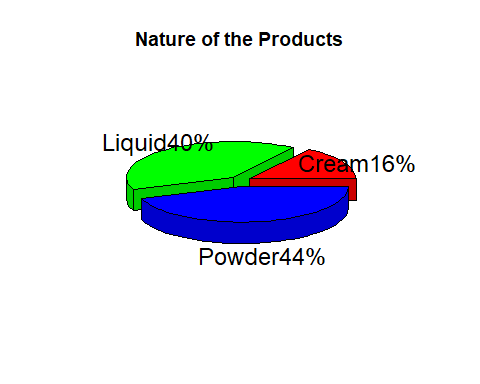 Nature of the Products
Liquid40%
Cream16%
Powder44%